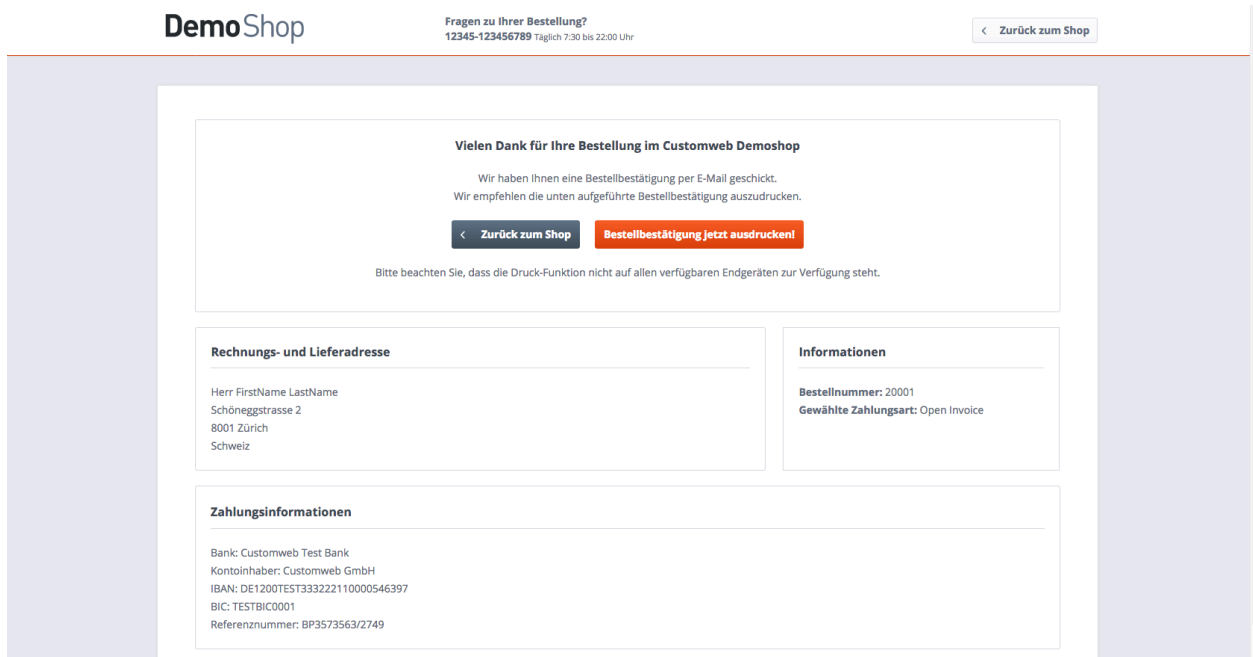 DemoShop
Fragen zu Ihrer Bestellung?
12345-123456789 Täglich 7:30 bis 22:00 Uhr
Zurück zum Shop
Vielen Dank für Ihre Bestellung im Customweb Demoshop
Wir haben Ihnen eine Bestellbestätigung per E-Mail geschickt.
Wir empfehlen die unten aufgeführte Bestellbestätigung auszudrucken.
Zurück zum Shop
Bestellbestätigung jetzt ausdrucken!
Bitte beachten Sie, dass die Druck-Funktion nicht auf allen verfügbaren Endgeräten zur Verfügung steht.
Rechnungs- und Lieferadresse
Herr FirstName LastName
Schöneggstrasse 2
8001 Zürich
Schweiz
Informationen
Bestellnummer: 20001
Gewählte Zahlungsart: Open Invoice
Zahlungsinformationen
Bank: Customweb Test Bank
Kontoinhaber: Customweb GmbH
IBAN: DE1200TEST333222110000546397
BIC: TESTBIC0001
Referenznummer: BP3573563/2749